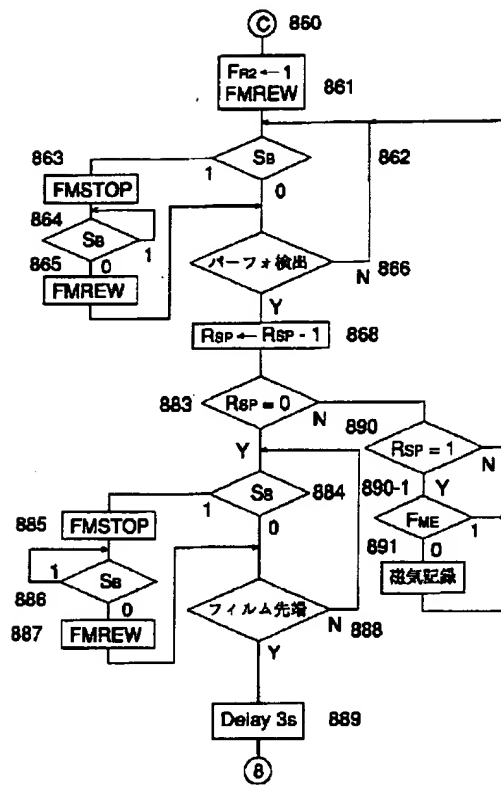 C 860
FR2←1
FMREW
861
863
SB
862
1
0
FMSTOP
864
SB
1
0
865
FMREW
パーフォ検出
N
866
Y
RSP←RSP-1
868
883
RSP=0
N
890
Y
RSP=1
N
SB
884
890-1
Y
1
0
885
FMSTOP
FME
1
891
0
1
SB
886
0
磁気記録
887
FMREW
フィルム先端
N
888
Y
Delay 3s
889
8